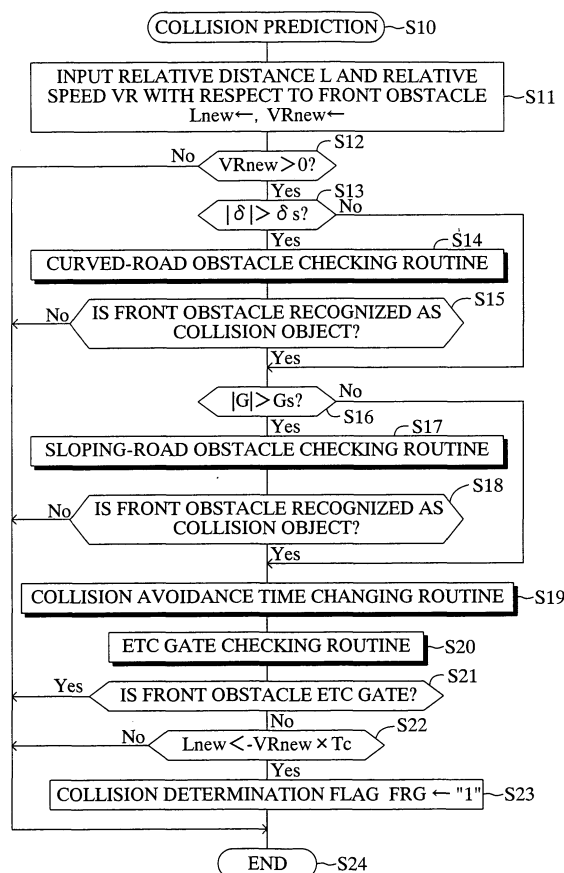 COLLISION PREDICTION S10
INPUT RELATIVE DISTANCE L AND RELATIVE
SPEED VR WITH RESPECT TO FRONT OBSTACLE
Lnew←, VRnew←
S11
S12
No
VRnew>0?
Yes
S13
|δ|>δs?
No
Yes
S14
CURVED-ROAD OBSTACLE CHECKING ROUTINE
S15
IS FRONT OBSTACLE RECOGNIZED AS
COLLISION OBJECT?
No
Yes
|G|>Gs?
No
S16
Yes
S17
SLOPING-ROAD OBSTACLE CHECKING ROUTINE
S18
IS FRONT OBSTACLE RECOGNIZED AS
COLLISION OBJECT?
No
Yes
COLLISION AVOIDANCE TIME CHANGING ROUTINE S19
ETC GATE CHECKING ROUTINE S20
S21
Yes
IS FRONT OBSTACLE ETC GATE?
No
S22
No
Lnew<-VRnew×Tc
Yes
COLLISION DETERMINATION FLAG FRG ← "1" S23
END S24